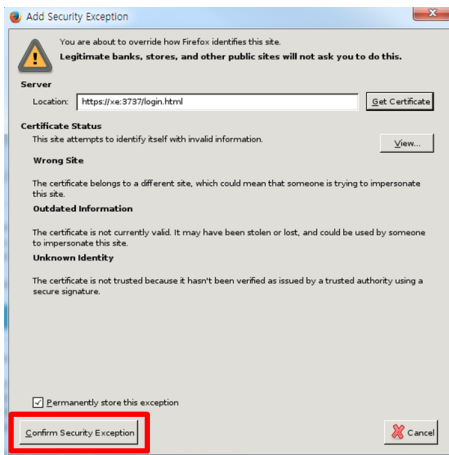 Add Security Exception
You are about to override how Firefox identifies this site.
Legitimate banks, stores, and other public sites will not ask you to do this.
Server
Location: https://xe:3737/login.html Get Certificate
Certificate Status
This site attempts to identify itself with invalid information. View...
Wrong Site
The certificate belongs to a different site, which could mean that someone is trying to impersonate
this site.
Outdated Information
The certificate is not currently valid. It may have been stolen or lost, and could be used by someone
to impersonate this site.
Unknown Identity
The certificate is not trusted because it hasn't been verified as issued by a trusted authority using a
secure signature.
Permanently store this exception
Confirm Security Exception Cancel